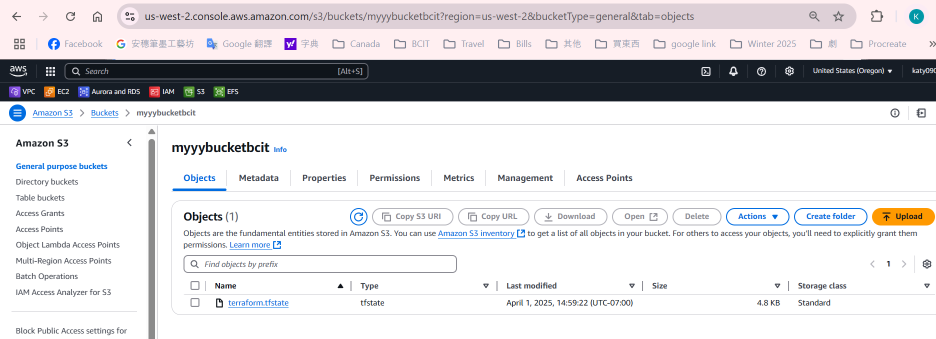 us-west-2.console.aws.amazon.com/s3/buckets/myyybucketbcit?region=us-west-2&bucketType=general&tab=objects
K
Facebook 安穗筆墨工藝坊 Google 翻譯 字典 Canada BCIT Travel Bills 其他 買東西 google link Winter 2025 劇 Procreate
aws Search [Alt+S] United States (Oregon) katy090
VPC EC2 Aurora and RDS IAM S3 EFS
Amazon S3 Buckets myyybucketbcit
Amazon S3
General purpose buckets
Directory buckets
Table buckets
Access Grants
Access Points
Object Lambda Access Points
Multi-Region Access Points
Batch Operations
IAM Access Analyzer for S3
Block Public Access settings for
myyybucketbcit Info
Objects Metadata Properties Permissions Metrics Management Access Points
Objects (1) Copy S3 URI Copy URL Download Open Delete Actions Create folder Upload
Objects are the fundamental entities stored in Amazon S3. You can use Amazon S3 inventory to get a list of all objects in your bucket. For others to access your objects, you'll need to explicitly grant them
permissions. Learn more
Find objects by prefix 1
Name Type Last modified Size Storage class
terraform.tfstate tfstate April 1, 2025, 14:59:22 (UTC-07:00) 4.8 KB Standard